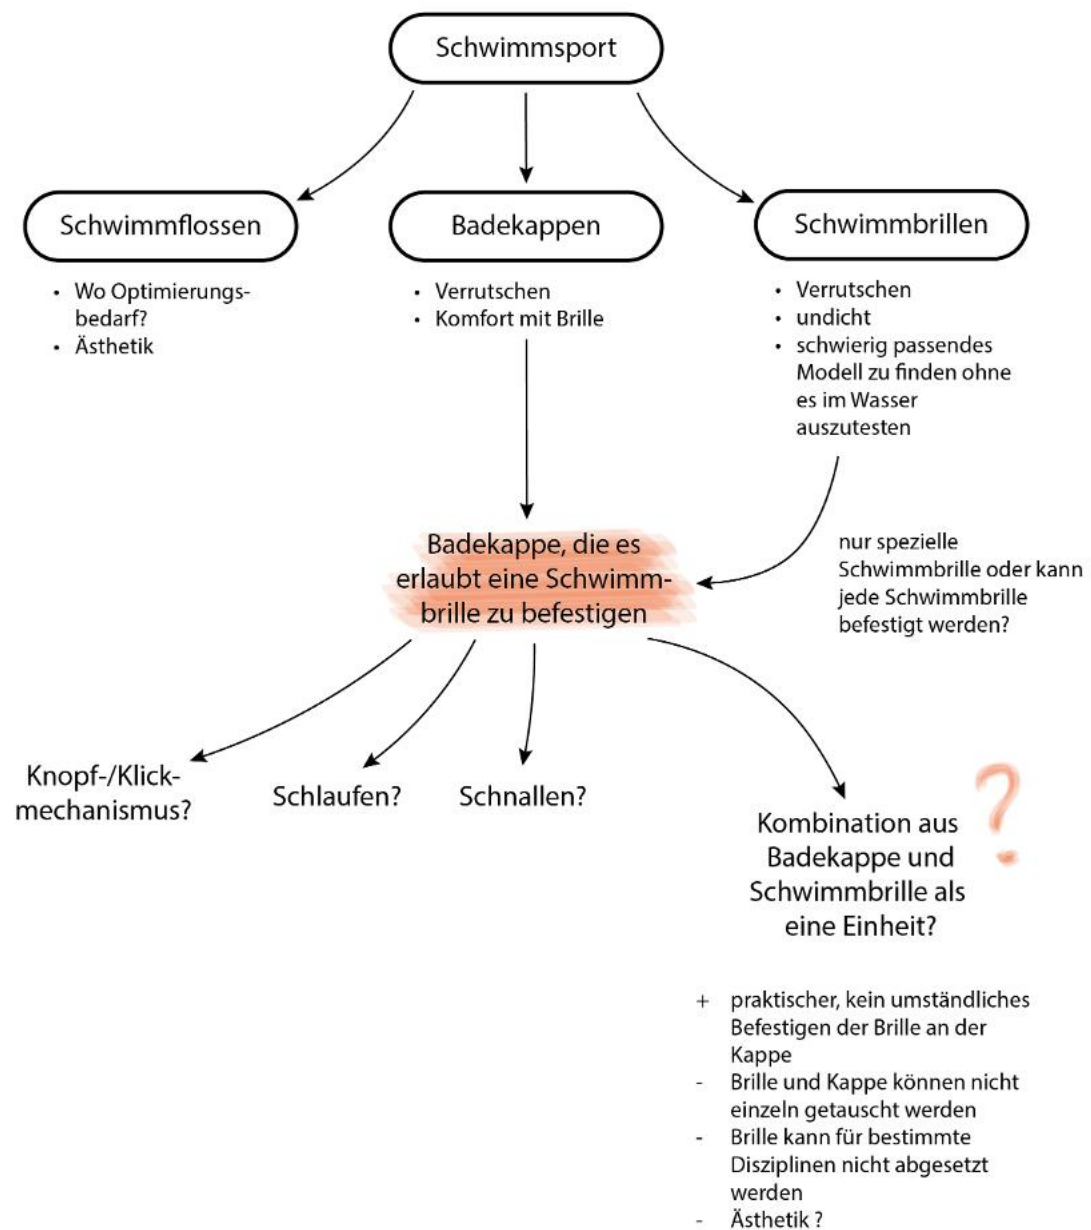 Schwimmsport
Schwimmflossen
• Wo Optimierungs-
bedarf?
• Ästhetik
Badekappen
• Verrutschen
• Komfort mit Brille
Schwimmbrillen
• Verrutschen
• undicht
• schwierig passendes
Modell zu finden ohne
es im Wasser
auszutesten
Badekappe, die es
erlaubt eine Schwimm-
brille zu befestigen
nur spezielle
Schwimmbrille oder kann
jede Schwimmbrille
befestigt werden?
Knopf-/Klick-
mechanismus?
Schlaufen?
Schnallen?
Kombination aus
Badekappe und
Schwimmbrille als
eine Einheit?
?
+ praktischer, kein umständliches
Befestigen der Brille an der
Kappe
- Brille und Kappe können nicht
einzeln getauscht werden
- Brille kann für bestimmte
Disziplinen nicht abgesetzt
werden
- Ästhetik ?